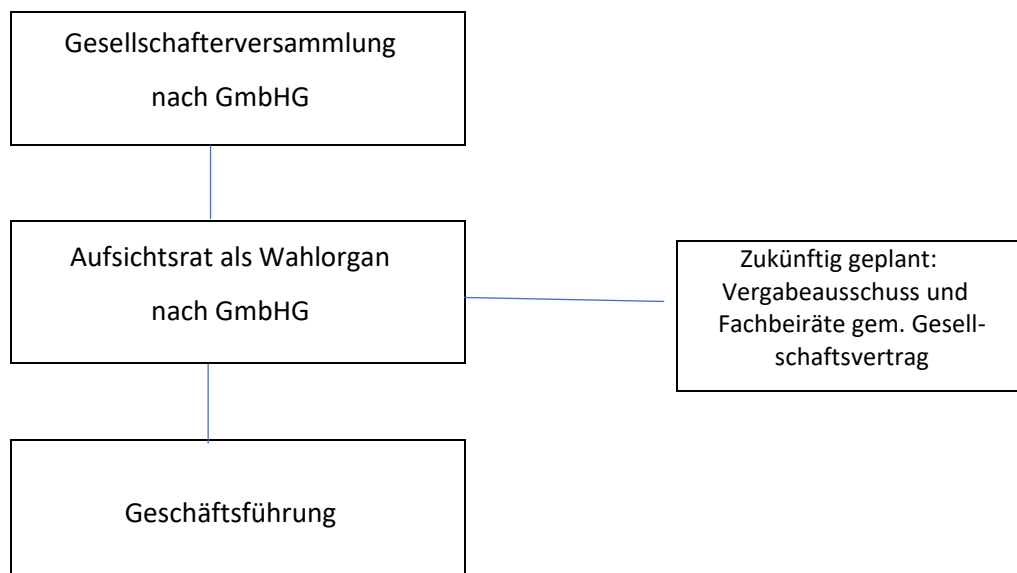 Gesellschafterversammlung
nach GmbHG
Aufsichtsrat als Wahlorgan
nach GmbHG
Zukünftig geplant:
Vergabeausschuss und
Fachbeiräte gem. Gesell-
schaftsvertrag
Geschäftsführung